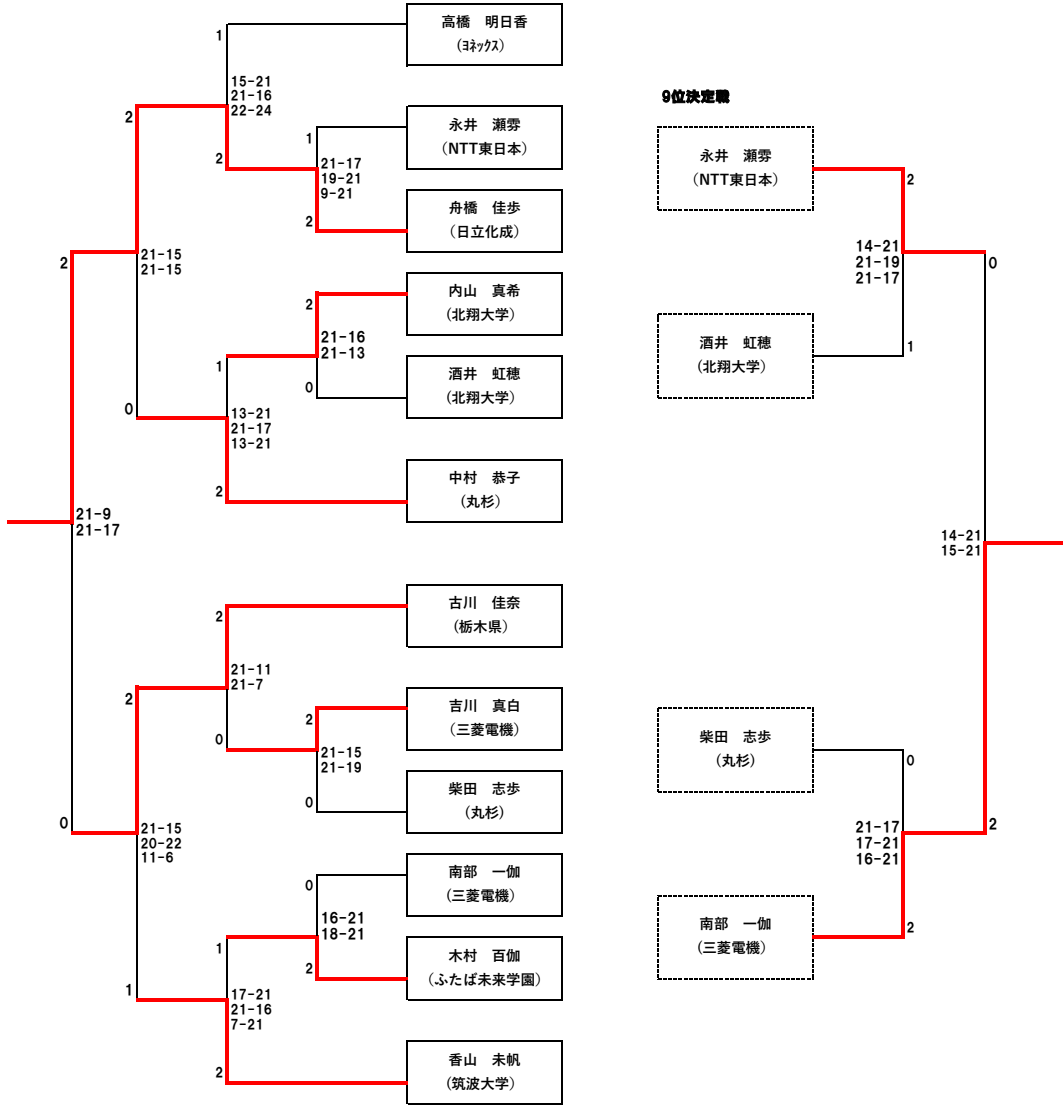 高橋　明日香
(ﾖﾈｯｸｽ)
1
15-21
21-16
22-24
2
2
永井　瀬雰
(NTT東日本)
1
21-17
19-21
9-21
舟橋　佳歩
(日立化成)
2
21-15
21-15
2
内山　真希
(北翔大学)
2
21-16
21-13
1
酒井　虹穂
(北翔大学)
0
0
13-21
21-17
13-21
中村　恭子
(丸杉)
2
21-9
21-17
古川　佳奈
(栃木県)
2
21-11
21-7
2
吉川　真白
(三菱電機)
2
0
21-15
21-19
柴田　志歩
(丸杉)
0
0
21-15
20-22
11-6
南部　一伽
(三菱電機)
0
16-21
18-21
1
木村　百伽
(ふたば未来学園)
2
1
17-21
21-16
7-21
香山　未帆
(筑波大学)
2
9位決定戦
永井　瀬雰
(NTT東日本)
2
14-21
21-19
21-17
0
酒井　虹穂
(北翔大学)
1
14-21
15-21
柴田　志歩
(丸杉)
0
21-17
17-21
16-21
2
南部　一伽
(三菱電機)
2